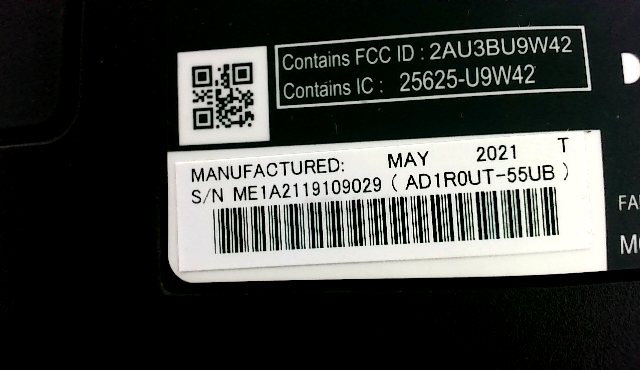 Contains FCC ID : 2AU3BU9W42
Contains IC : 25625-U9W42
MANUFACTURED: MAY 2021 T
S/N ME1A2119109029 ( AD1R0UT-55UB )